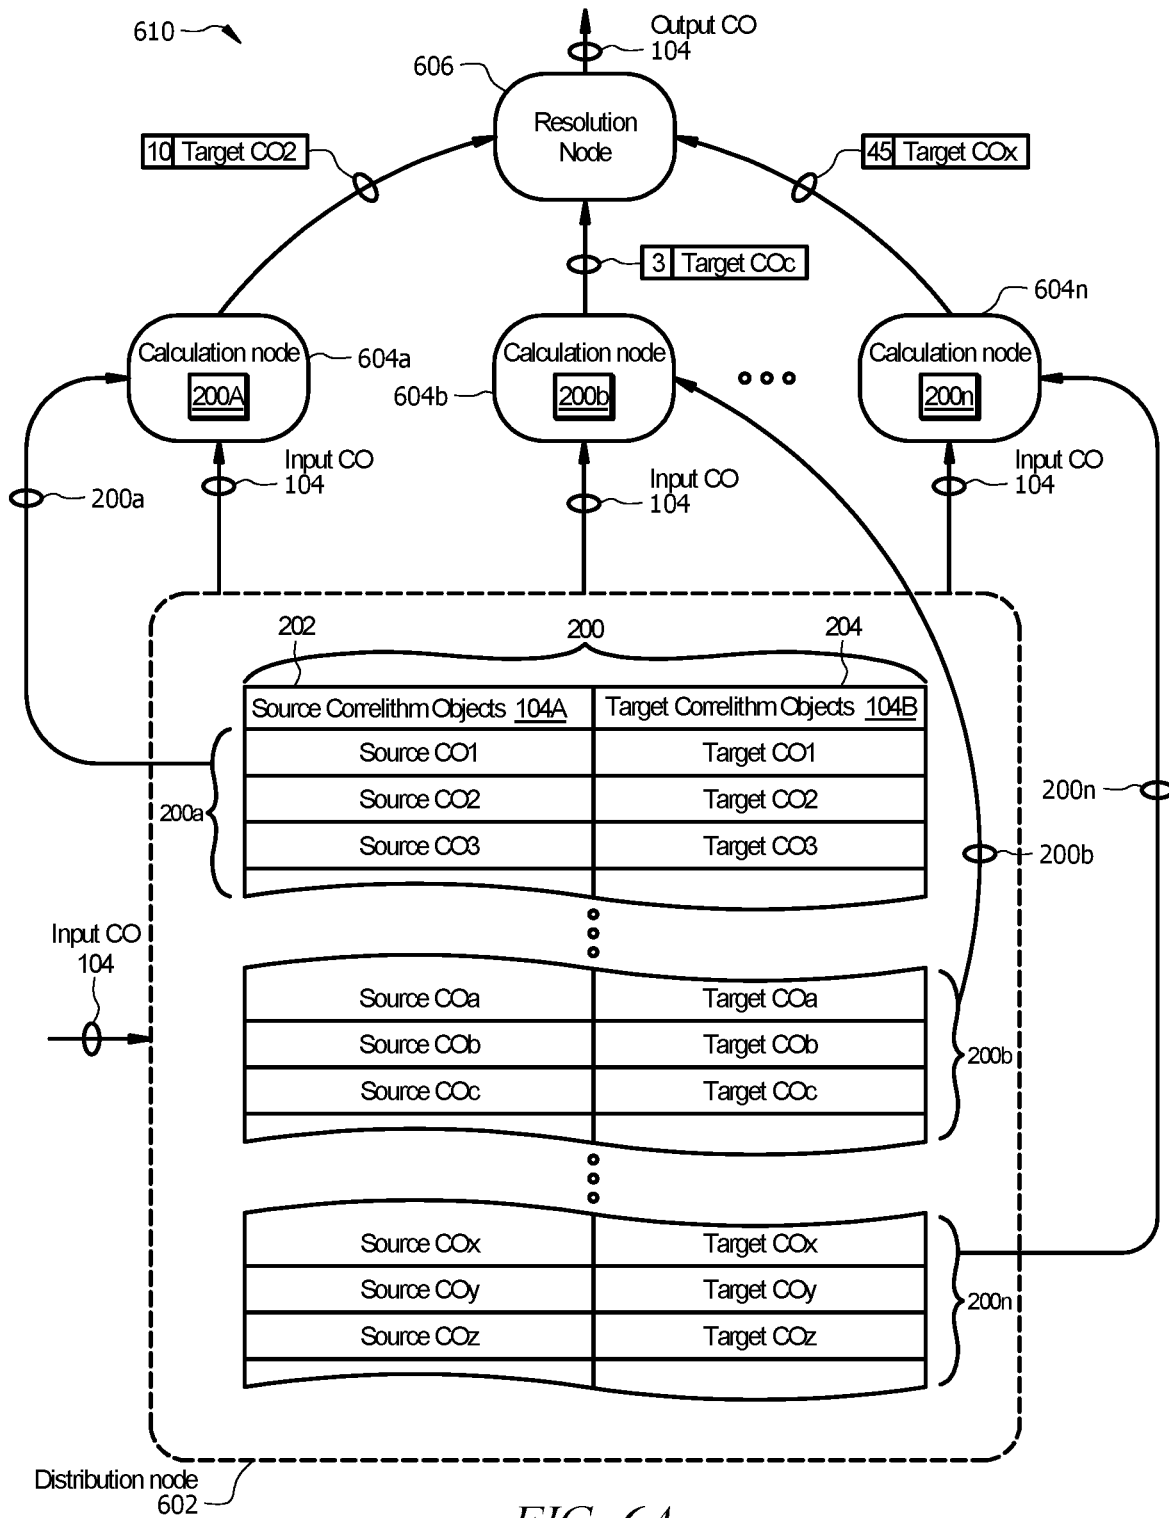 610
Output CO
104
606
Resolution
Node
10 Target CO2
45 Target COx
3 Target COc
604n
Calculation node
200A
604a
Calculation node
200b
604b
Calculation node
200n
Input CO
104
Input CO
104
Input CO
104
200a
202
200
204
Source Correlithm Objects 104A Target Correlithm Objects 104B
Source CO1 Target CO1
Source CO2 Target CO2
Source CO3 Target CO3
200a
200n
200b
Input CO
104
Source COa Target COa
Source COb Target COb
Source COc Target COc
200b
Source COx Target COx
Source COy Target COy
Source COz Target COz
200n
Distribution node
602
FIG. 6A